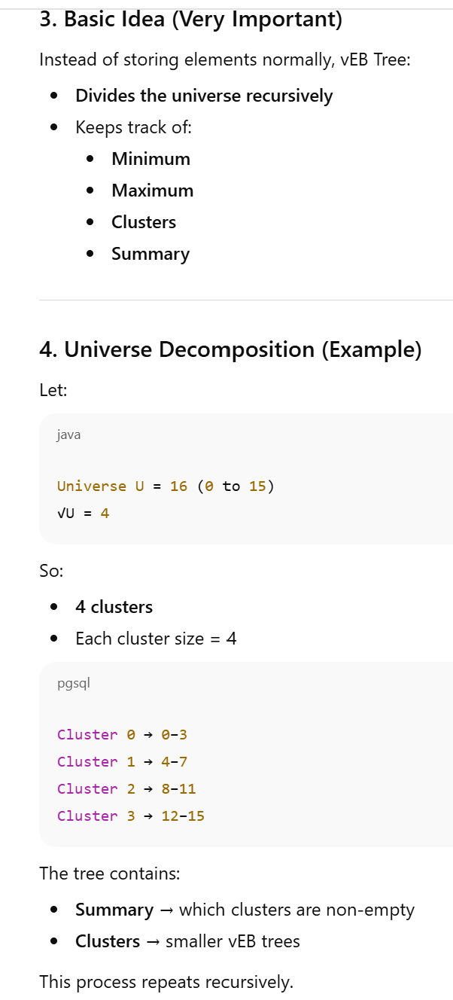 3. Basic Idea (Very Important)
Instead of storing elements normally, vEB Tree:
• Divides the universe recursively
• Keeps track of:
• Minimum
• Maximum
• Clusters
• Summary
4. Universe Decomposition (Example)
Let:
java
Universe U = 16 (0 to 15)
√U = 4
So:
• 4 clusters
• Each cluster size = 4
pgsql
Cluster 0 → 0–3
Cluster 1 → 4–7
Cluster 2 → 8–11
Cluster 3 → 12–15
The tree contains:
• Summary → which clusters are non-empty
• Clusters → smaller vEB trees
This process repeats recursively.